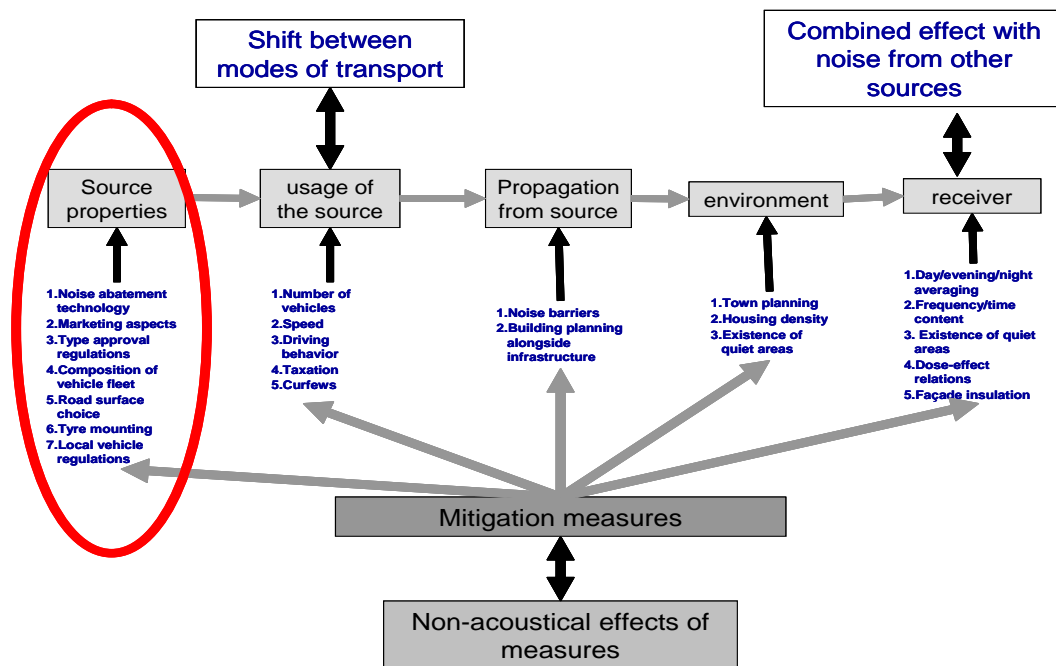 Shift between
modes of transport
Combined effect with
noise from other
sources
Source
properties
usage of
the source
Propagation
from source
environment
receiver
1.Noise abatement
technology
2.Marketing aspects
3.Type approval
regulations
4.Composition of
vehicle fleet
5.Road surface
choice
6.Tyre mounting
7.Local vehicle
regulations
1.Number of
vehicles
2.Speed
3.Driving
behavior
4.Taxation
5.Curfews
1.Noise barriers
2.Building planning
alongside
infrastructure
1.Town planning
2.Housing density
3.Existence of
quiet areas
1.Day/evening/night
averaging
2.Frequency/time
content
3. Existence of quiet
areas
4.Dose-effect
relations
5.Façade insulation
Mitigation measures
Non-acoustical effects of
measures